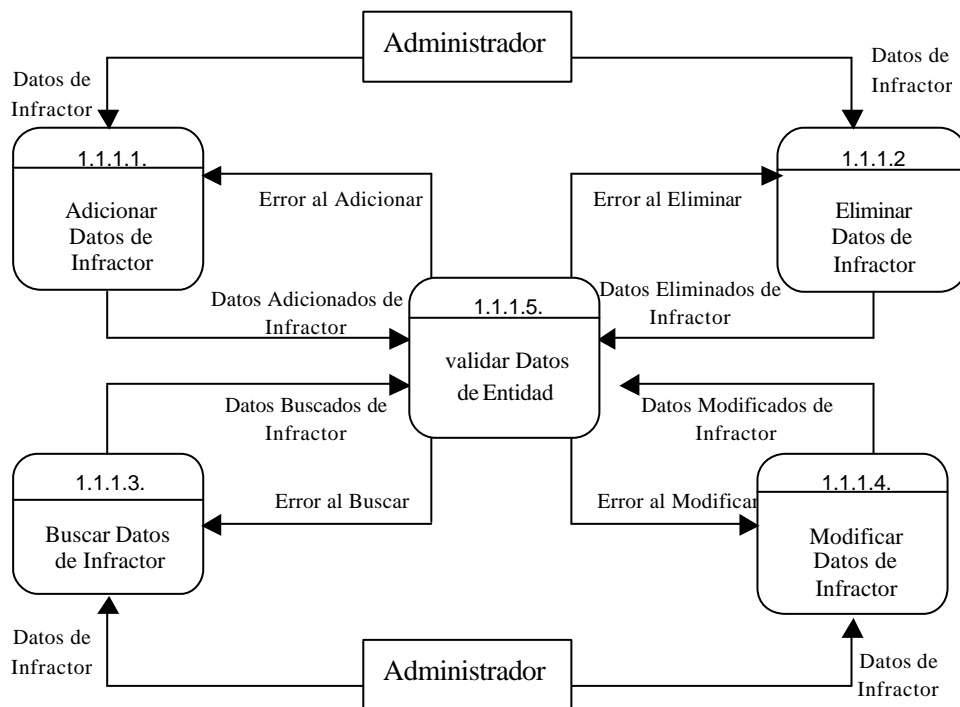 Administrador
Datos de
Infractor
Datos de
Infractor
1.1.1.1.
Adicionar
Datos de
Infractor
1.1.1.2
Eliminar
Datos de
Infractor
Error al Adicionar
Error al Eliminar
Datos Adicionados de
Infractor
1.1.1.5.
validar Datos
de Entidad
Datos Eliminados de
Infractor
Datos Buscados de
Infractor
Datos Modificados de
Infractor
1.1.1.3.
Buscar Datos
de Infractor
Error al Buscar
Error al Modificar
1.1.1.4.
Modificar
Datos de
Infractor
Datos de
Infractor
Administrador
Datos de
Infractor